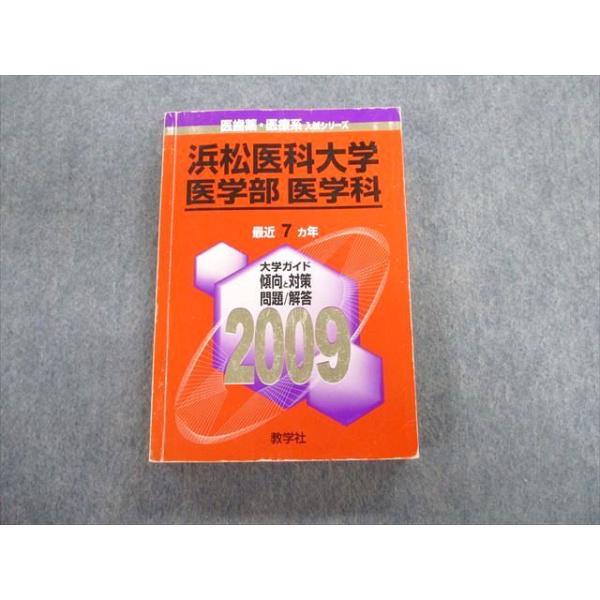 医歯薬・医療系 入試シリーズ
浜松医科大学
医学部 医学科
最近 7 カ年
大学ガイド
傾向と対策
問題/解答
2009
教学社